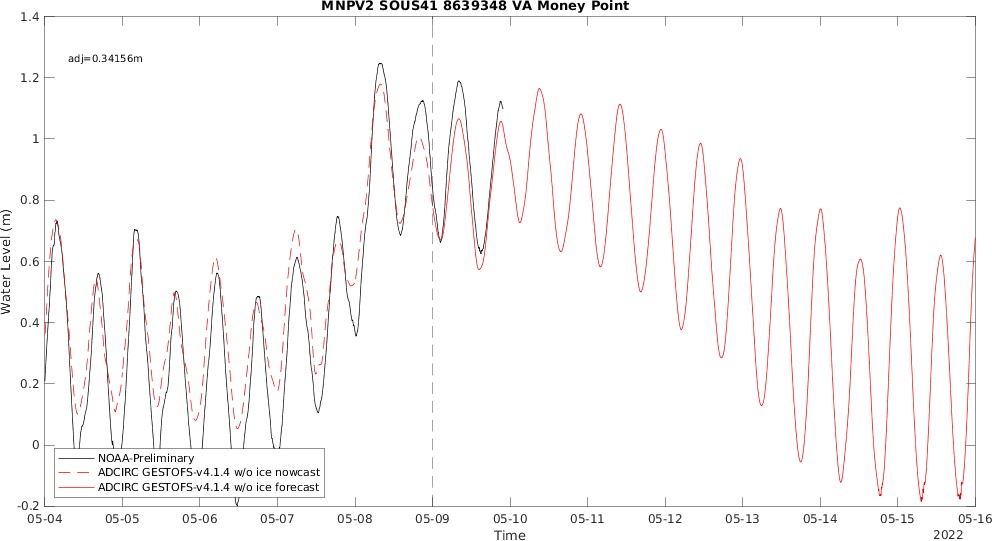 MNPV2 SOUS41 8639348 VA Money Point
1.4
1.2
1
0.8
0.6
0.4
0.2
0
-0.2
Water Level (m)
adj=0.34156m
NOAA-Preliminary
ADCIRC GESTOFS-v4.1.4 w/o ice nowcast
ADCIRC GESTOFS-v4.1.4 w/o ice forecast
05-04 05-05 05-06 05-07 05-08 05-09 05-10 05-11 05-12 05-13 05-14 05-15 05-16
Time
2022